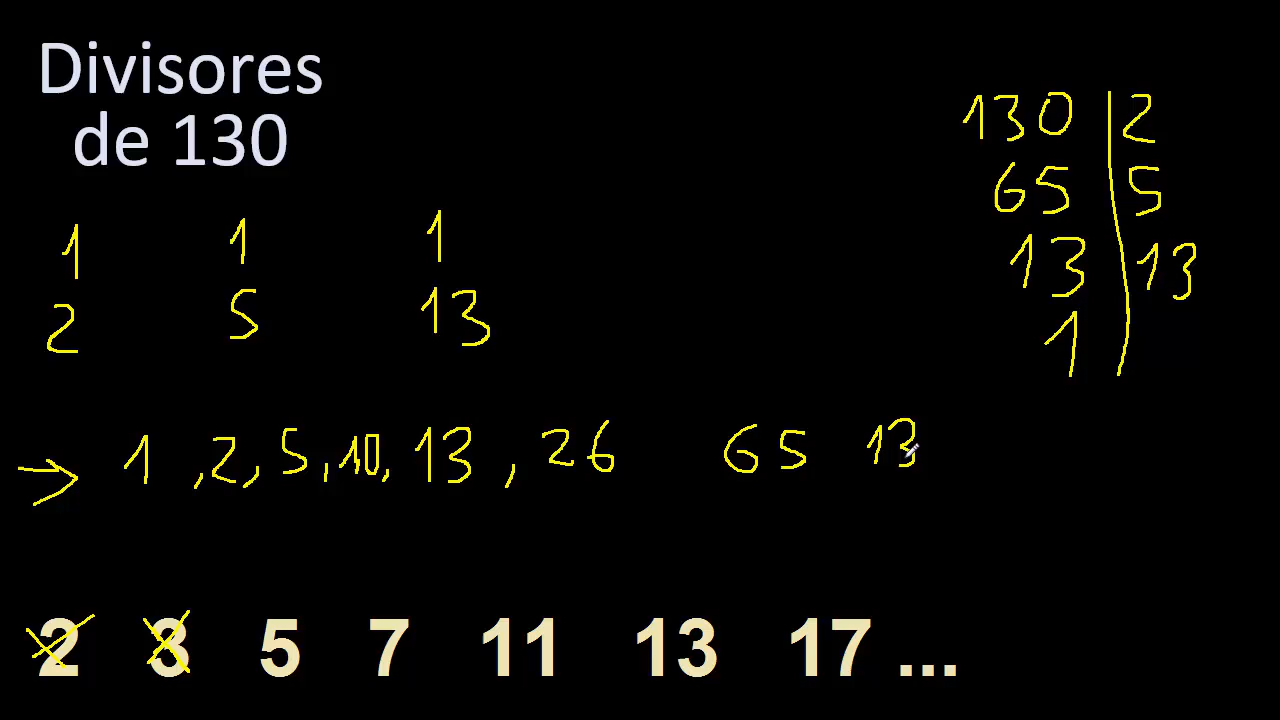 Divisores
de 130
130 2
65 5
13 13
1
1 1 1
2 5 13
→ 1 , 2, 5, 10, 13 , 26 65 13
2 3 5 7 11 13 17 ...